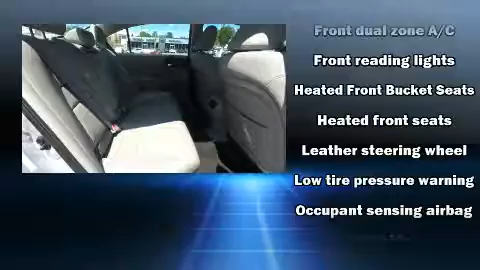 Front dual zone A/C
Front reading lights
Heated Front Bucket Seats
Heated front seats
Leather steering wheel
Low tire pressure warning
Occupant sensing airbag